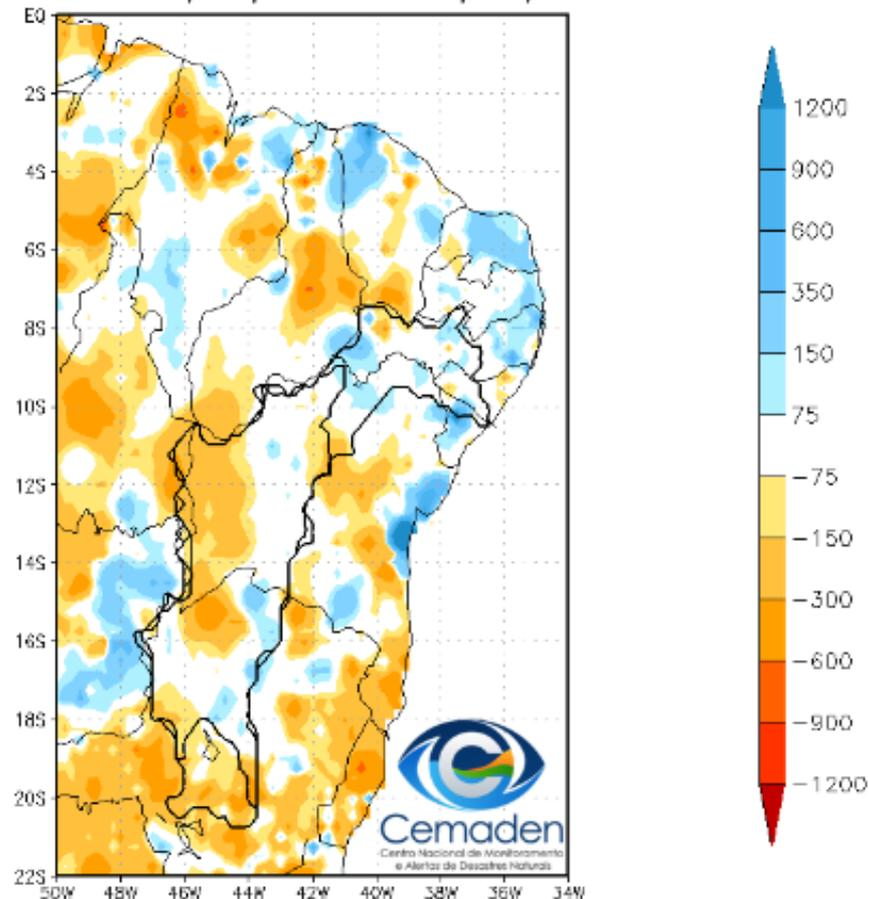 EQ
2S
4S
6S
8S
10S
12S
14S
16S
18S
20S
22S
50W 48W 46W 44W 42W 40W 38W 36W 34W
1200
900
600
350
150
75
-75
-150
-300
-600
-900
-1200
Cemaden
Centro Nacional de Monitoramento
e Alertas de Desastres Naturais